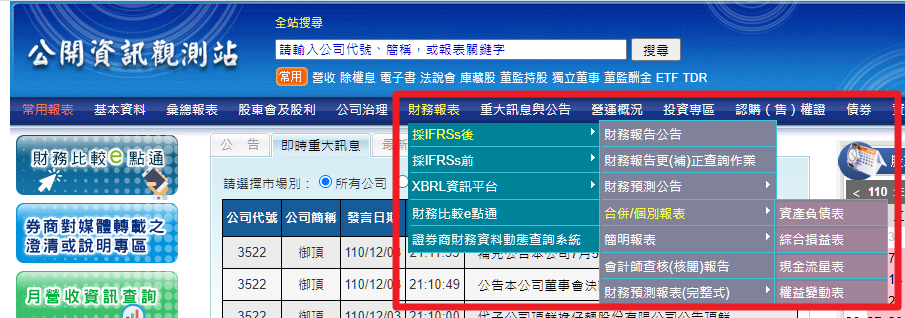 全站搜尋
公開資訊觀測站
請輸入公司代號、簡稱，或報表關鍵字 搜尋
常用 營收 除權息 電子書 法說會 庫藏股 董監持股 獨立董事 董監酬金 ETF TDR
常用報表 基本資料 彙總報表 股東會及股利 公司治理 財務報表 重大訊息與公告 營運概況 投資專區 認購（售）權證 債券
採IFRSs後
採IFRSs前
XBRL資訊平台
財務比較e點通
證券商財務資料動態查詢系統
財務報告公告
財務報告更(補)正查詢作業
財務預測公告
合併/個別報表
簡明報表
會計師查核(核閱)報告
財務預測報表(完整式)
資產負債表
綜合損益表
現金流量表
權益變動表
財務比較e點通
券商對媒體轉載之
澄清或說明專區
月營收資訊查詢
公 告 即時重大訊息 最新
請選擇市場別： 所有公司
公司代號 公司簡稱 發言日期
3522 御頂 110/12/03 21:11:55
3522 御頂 110/12/03 21:10:49 公告本公司董事會決
3522 御頂 110/12/03 21:10:00
< 110